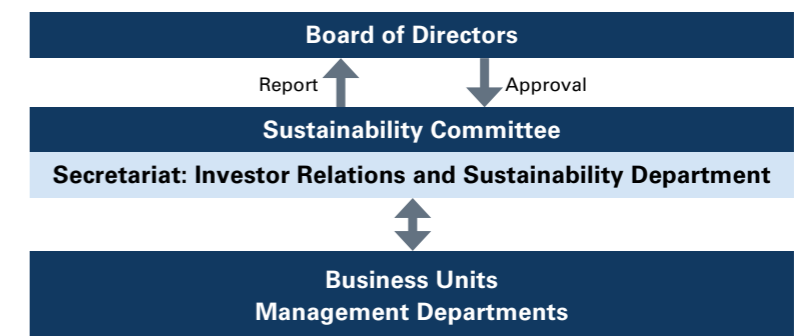 Board of Directors
Report
Approval
Sustainability Committee
Secretariat: Investor Relations and Sustainability Department
Business Units
Management Departments